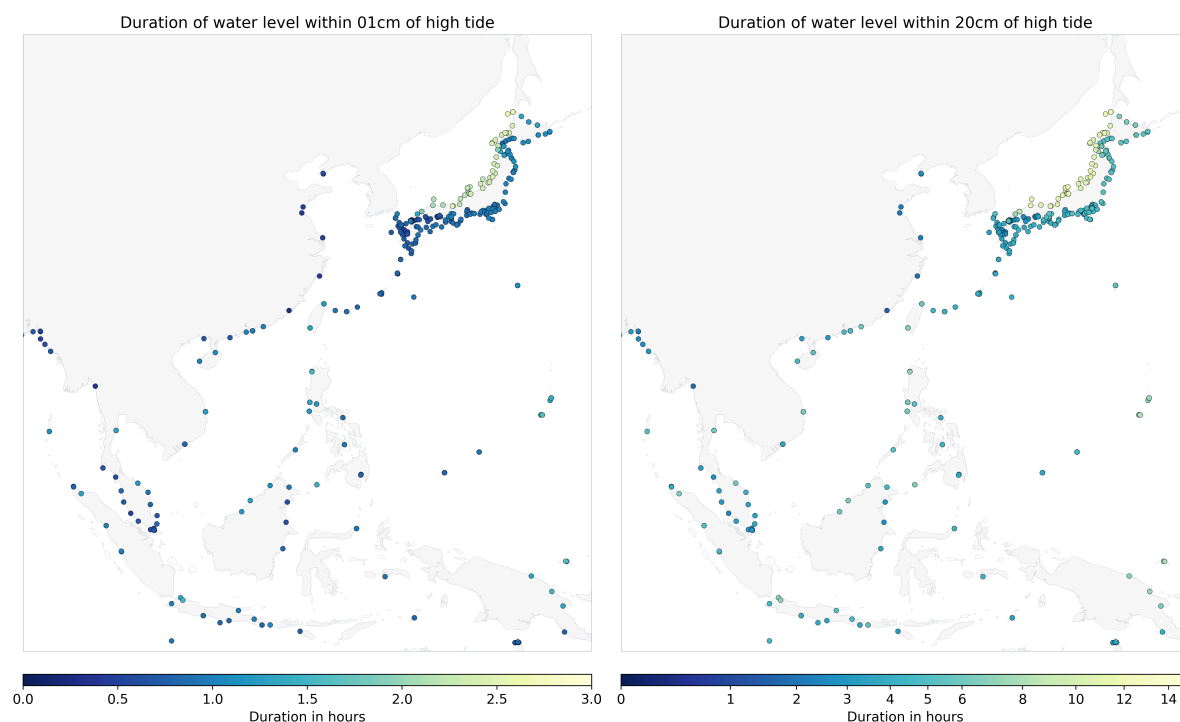 Duration of water level within 01cm of high tide
Duration of water level within 20cm of high tide
0.0 0.5 1.0 1.5 2.0 2.5 3.0
Duration in hours
0 1 2 3 4 5 6 8 10 12 14
Duration in hours